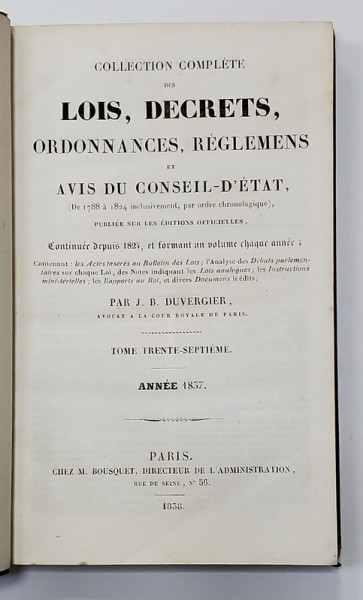 COLLECTION COMPLÈTE
DES
LOIS, DECRETS,
ORDONNANCES, RÉGLEMENS
ET
AVIS DU CONSEIL-D'ÉTAT,
(De 1788 à 1824 inclusivement, par ordre chronologique),
PUBLIÉE SUR LES ÉDITIONS OFFICIELLES,
Continuée depuis 1824, et formant un volume chaque année;
Contenant : les Actes insérés au Bulletin des Lois; l'Analyse des Débats parlemen-
taires sur chaque Loi, des Notes indiquant les Lois analogues; les Instructions
ministérielles; les Rapports au Roi, et divers Documens Inédits;
PAR J. B. DUVERGIER,
AVOCAT A LA COUR ROYALE DE PARIS.
TOME TRENTE-SEPTIÈME.
ANNÉE 1837.
PARIS.
CHEZ M. BOUSQUET, DIRECTEUR DE L'ADMINISTRATION,
RUE DE SEINE, N° 56.
1838.